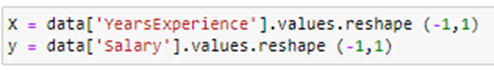 X = data['YearsExperience'].values.reshape (-1,1)
y = data['Salary'].values.reshape (-1,1)